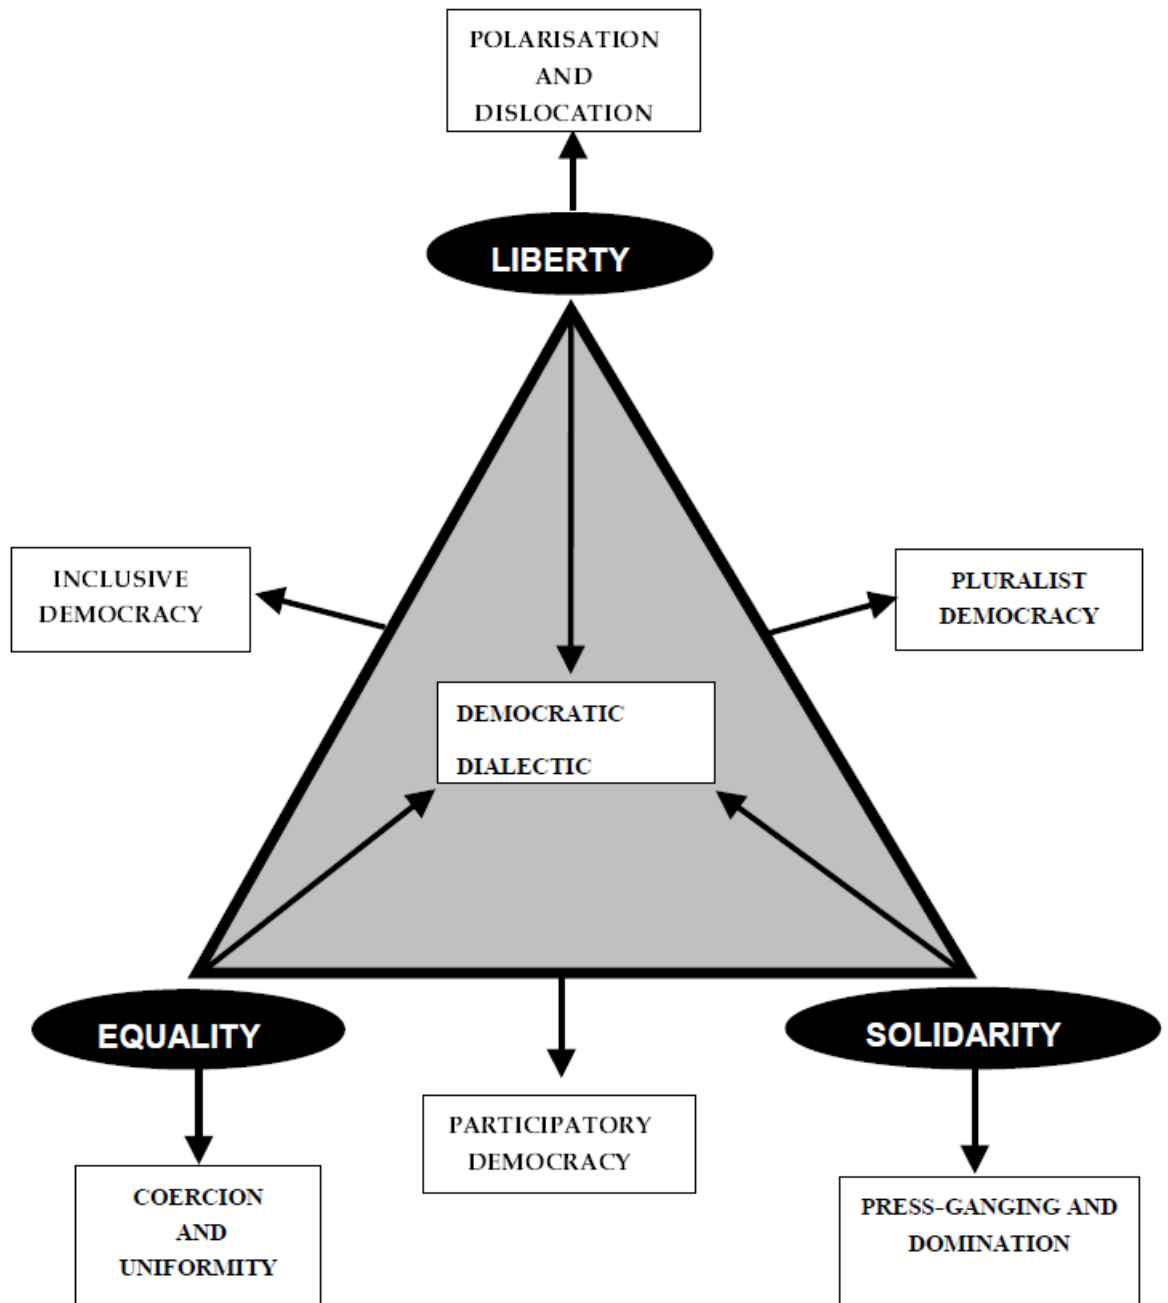 POLARISATION
AND
DISLOCATION
LIBERTY
INCLUSIVE
DEMOCRACY
PLURALIST
DEMOCRACY
DEMOCRATIC
DIALECTIC
EQUALITY
SOLIDARITY
PARTICIPATORY
DEMOCRACY
COERCION
AND
UNIFORMITY
PRESS-GANGING AND
DOMINATION